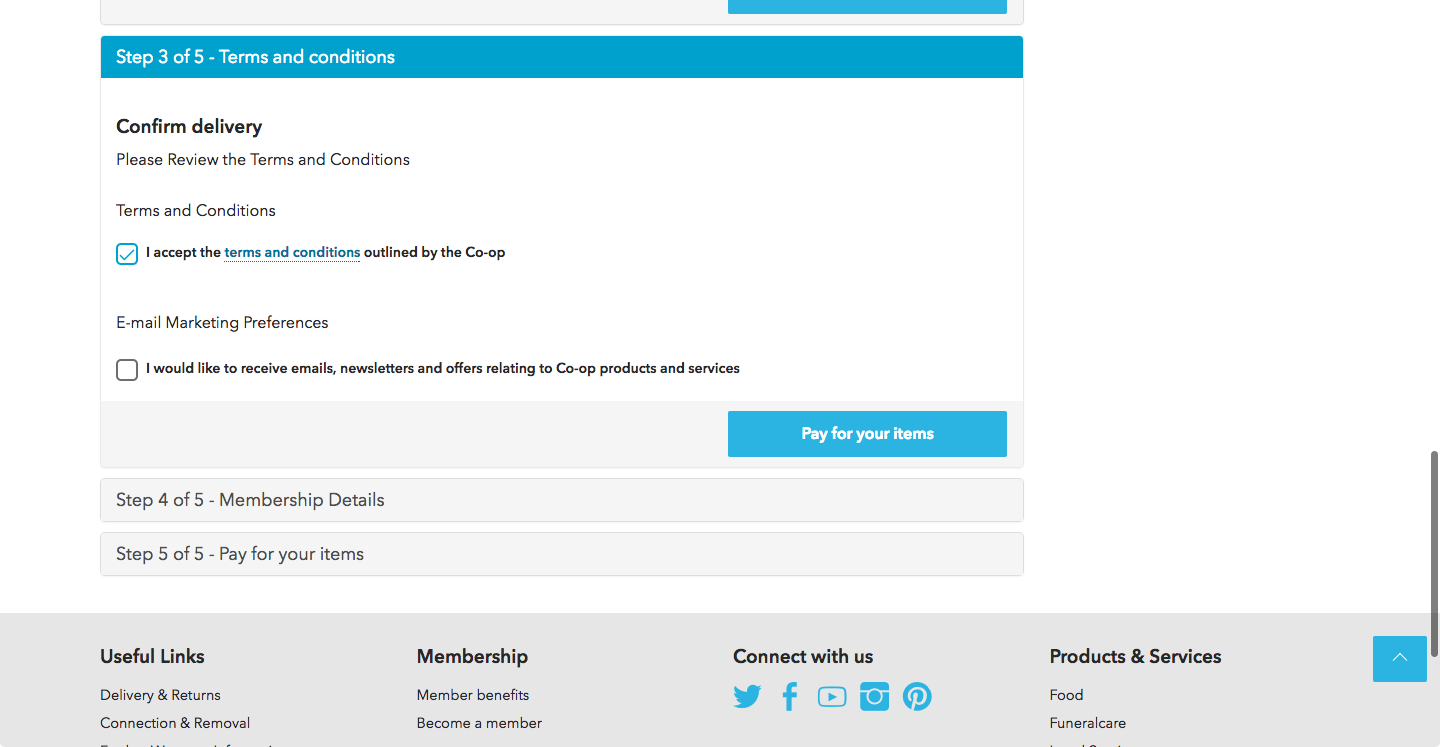 Step 3 of 5 - Terms and conditions
Confirm delivery
Please Review the Terms and Conditions
Terms and Conditions
I accept the terms and conditions outlined by the Co-op
E-mail Marketing Preferences
I would like to receive emails, newsletters and offers relating to Co-op products and services
Pay for your items
Step 4 of 5 - Membership Details
Step 5 of 5 - Pay for your items
Useful Links
Delivery & Returns
Connection & Removal
Membership
Member benefits
Become a member
Connect with us
Products & Services
Food
Funeralcare